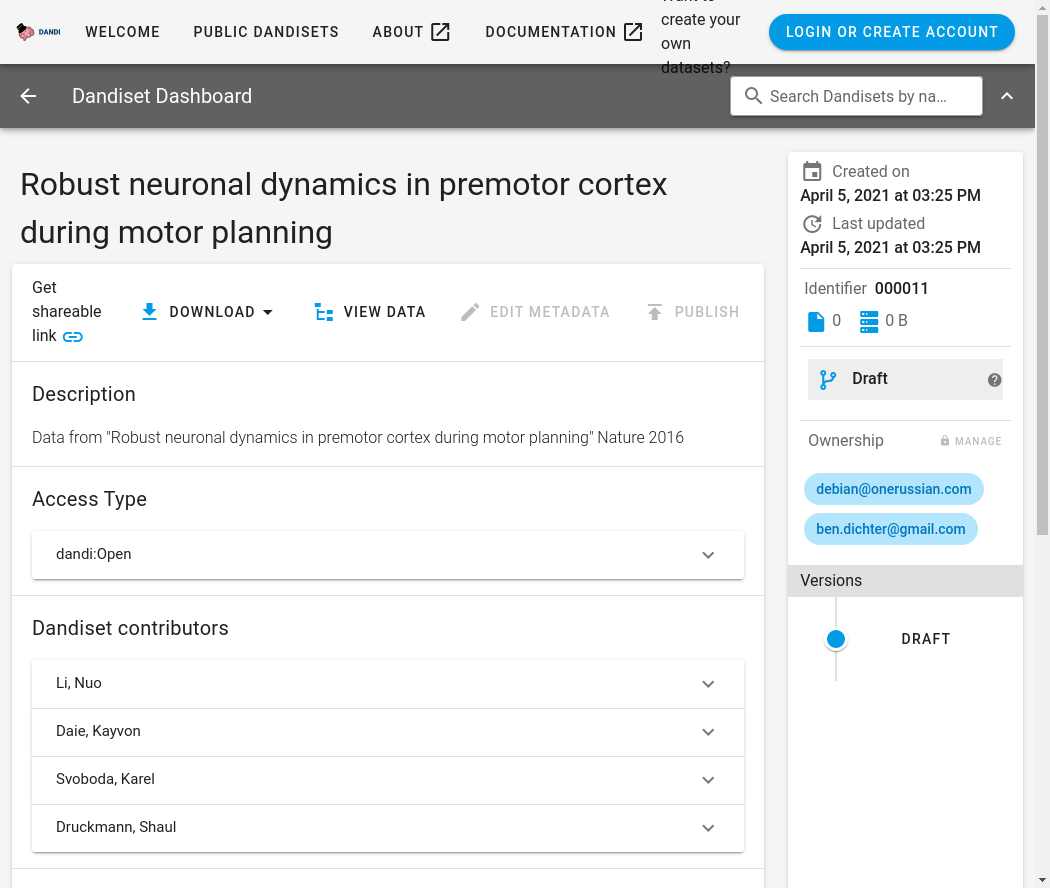 DANDI
WELCOME
PUBLIC DANDISETS
ABOUT
DOCUMENTATION
create your
own
datasets?
LOGIN OR CREATE ACCOUNT
Dandiset Dashboard
Search Dandisets by na…
Robust neuronal dynamics in premotor cortex
during motor planning
Get
shareable
link
DOWNLOAD
VIEW DATA
EDIT METADATA
PUBLISH
Description
Data from "Robust neuronal dynamics in premotor cortex during motor planning" Nature 2016
Access Type
dandi:Open
Dandiset contributors
Li, Nuo
Daie, Kayvon
Svoboda, Karel
Druckmann, Shaul
Created on
April 5, 2021 at 03:25 PM
Last updated
April 5, 2021 at 03:25 PM
Identifier 000011
0 0 B
Draft
Ownership MANAGE
debian@onerussian.com
ben.dichter@gmail.com
Versions
DRAFT